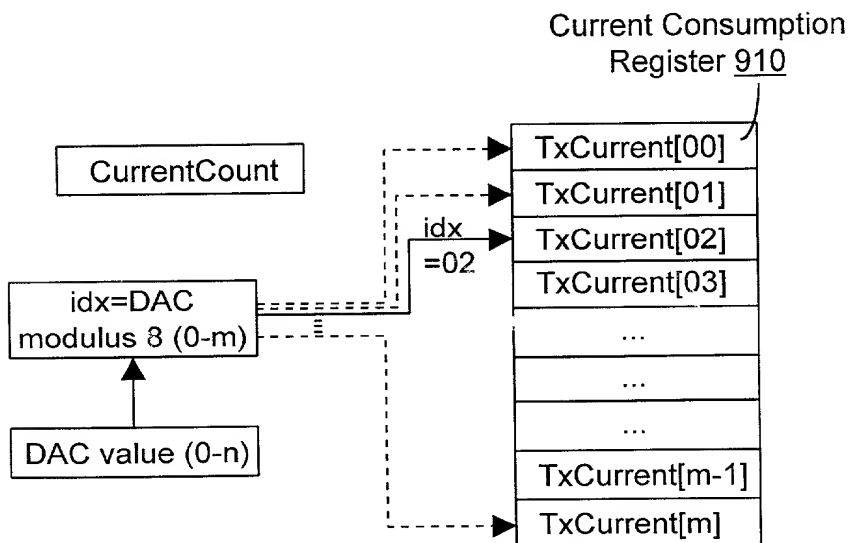 Current Consumption
Register 910
CurrentCount
TxCurrent[00]
TxCurrent[01]
idx
=02
TxCurrent[02]
TxCurrent[03]
idx=DAC
modulus 8 (0-m)
...
...
...
DAC value (0-n)
TxCurrent[m-1]
TxCurrent[m]